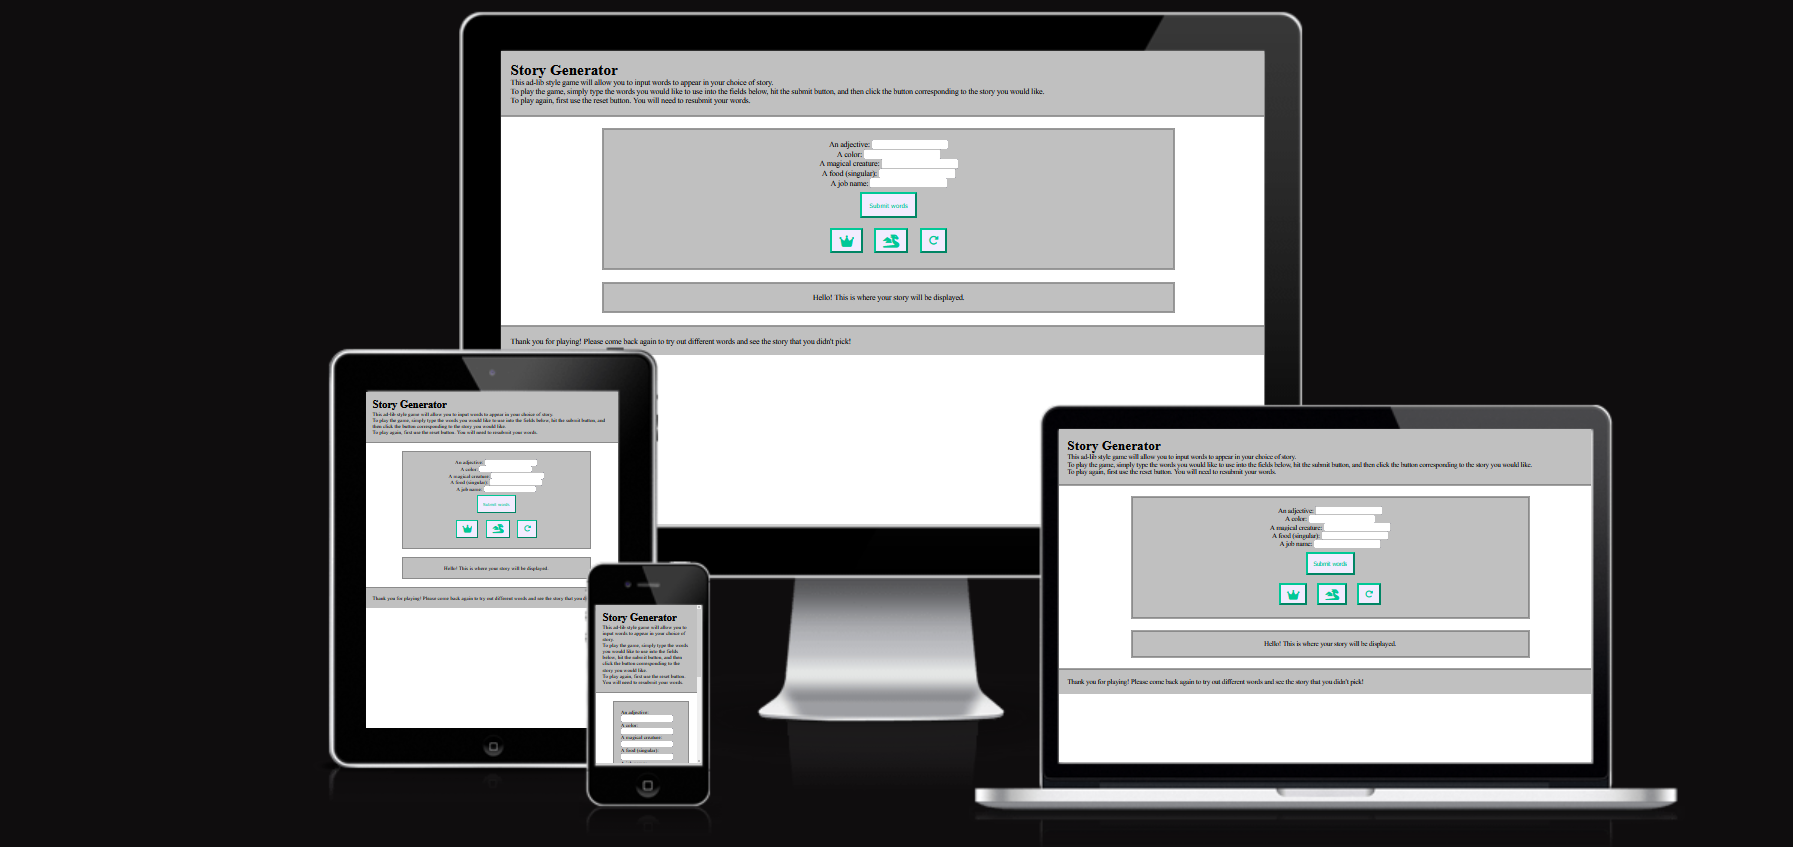 Story Generator
This ad-lib style game will allow you to input words to appear in your choice of story.
To play the game, simply type the words you would like to use into the fields below, hit the submit button, and then click the button corresponding to the story you would like.
To play again, first use the reset button. You will need to resubmit your words.
An adjective:
A color:
A magical creature:
A food (singular):
A job name:
Submit words
Hello! This is where your story will be displayed.
Thank you for playing! Please come back again to try out different words and see the story that you didn't pick!
Story Generator
This ad-lib style game will allow you to input words to appear in your choice of story.
To play the game, simply type the words you would like to use into the fields below, hit the submit button, and
then click the button corresponding to the story you would like.
To play again, first use the reset button. You will need to resubmit your words.
An adjective:
A color:
A magical creature:
A food (singular):
A job name:
Submit words
Hello! This is where your story will be displayed.
Thank you for playing! Please come back again to try out different words and see the story that you
Story Generator
This ad-lib style game will allow you to
input words to appear in your choice of
story.
To play the game, simply type the words
you would like to use into the fields
below, hit the submit button, and then
click the button corresponding to the
story you would like.
To play again, first use the reset button.
You will need to resubmit your words.
An adjective:
A color:
A magical creature:
A food (singular):
Story Generator
This ad-lib style game will allow you to input words to appear in your choice of story.
To play the game, simply type the words you would like to use into the fields below, hit the submit button, and then click the button corresponding to the story you would like.
To play again, first use the reset button. You will need to resubmit your words.
An adjective:
A color:
A magical creature:
A food (singular):
A job name:
Submit words
Hello! This is where your story will be displayed.
Thank you for playing! Please come back again to try out different words and see the story that you didn't pick!